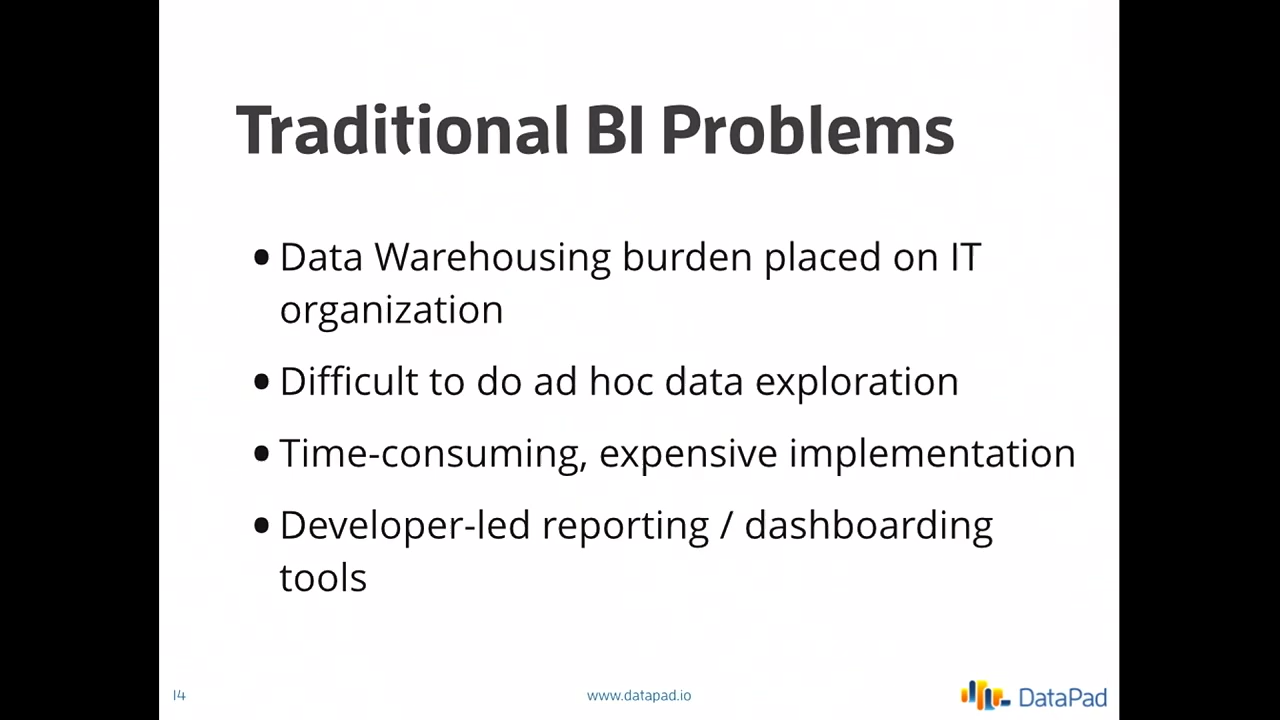 Traditional BI Problems
• Data Warehousing burden placed on IT
organization
• Difficult to do ad hoc data exploration
• Time-consuming, expensive implementation
• Developer-led reporting / dashboarding
tools
14
www.datapad.io
DataPad